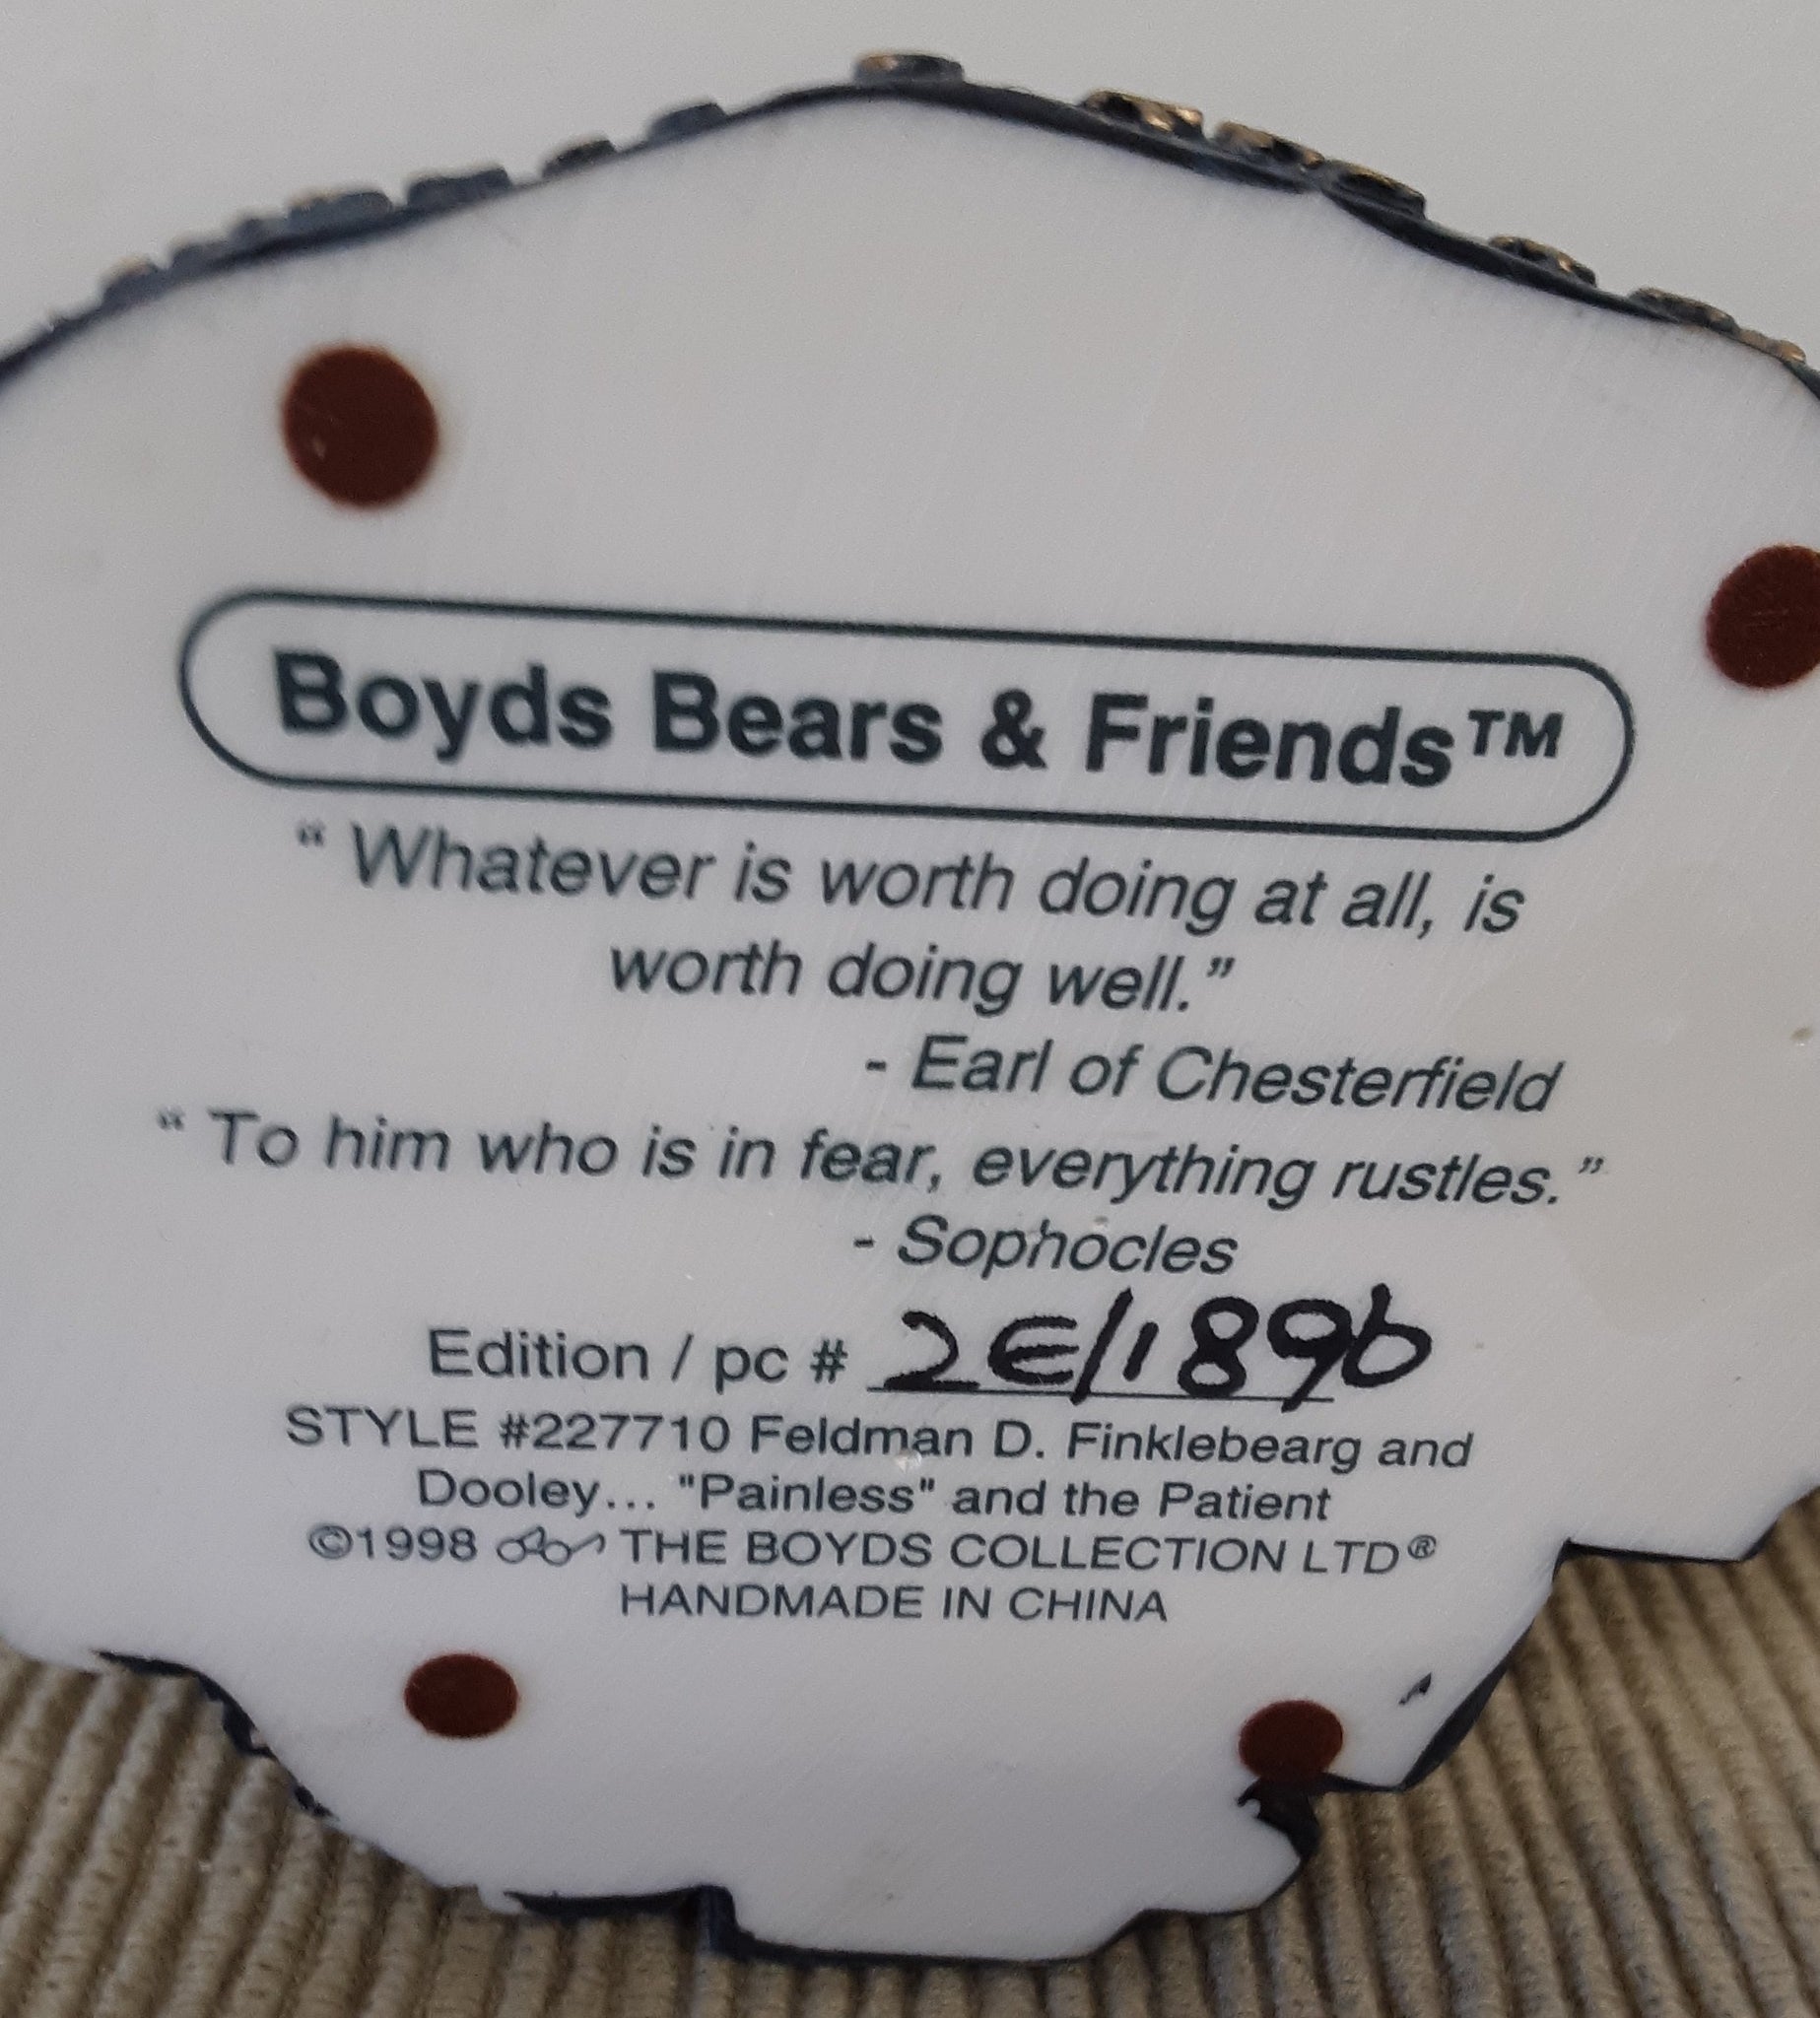 Boyds Bears & Friends™
“ Whatever is worth doing at all, is
worth doing well.”
- Earl of Chesterfield
“ To him who is in fear, everything rustles.”
- Sophocles
Edition / pc # 2E/1896
STYLE #227710 Feldman D. Finklebearg and
Dooley... "Painless" and the Patient
©1998 THE BOYDS COLLECTION LTD®
HANDMADE IN CHINA